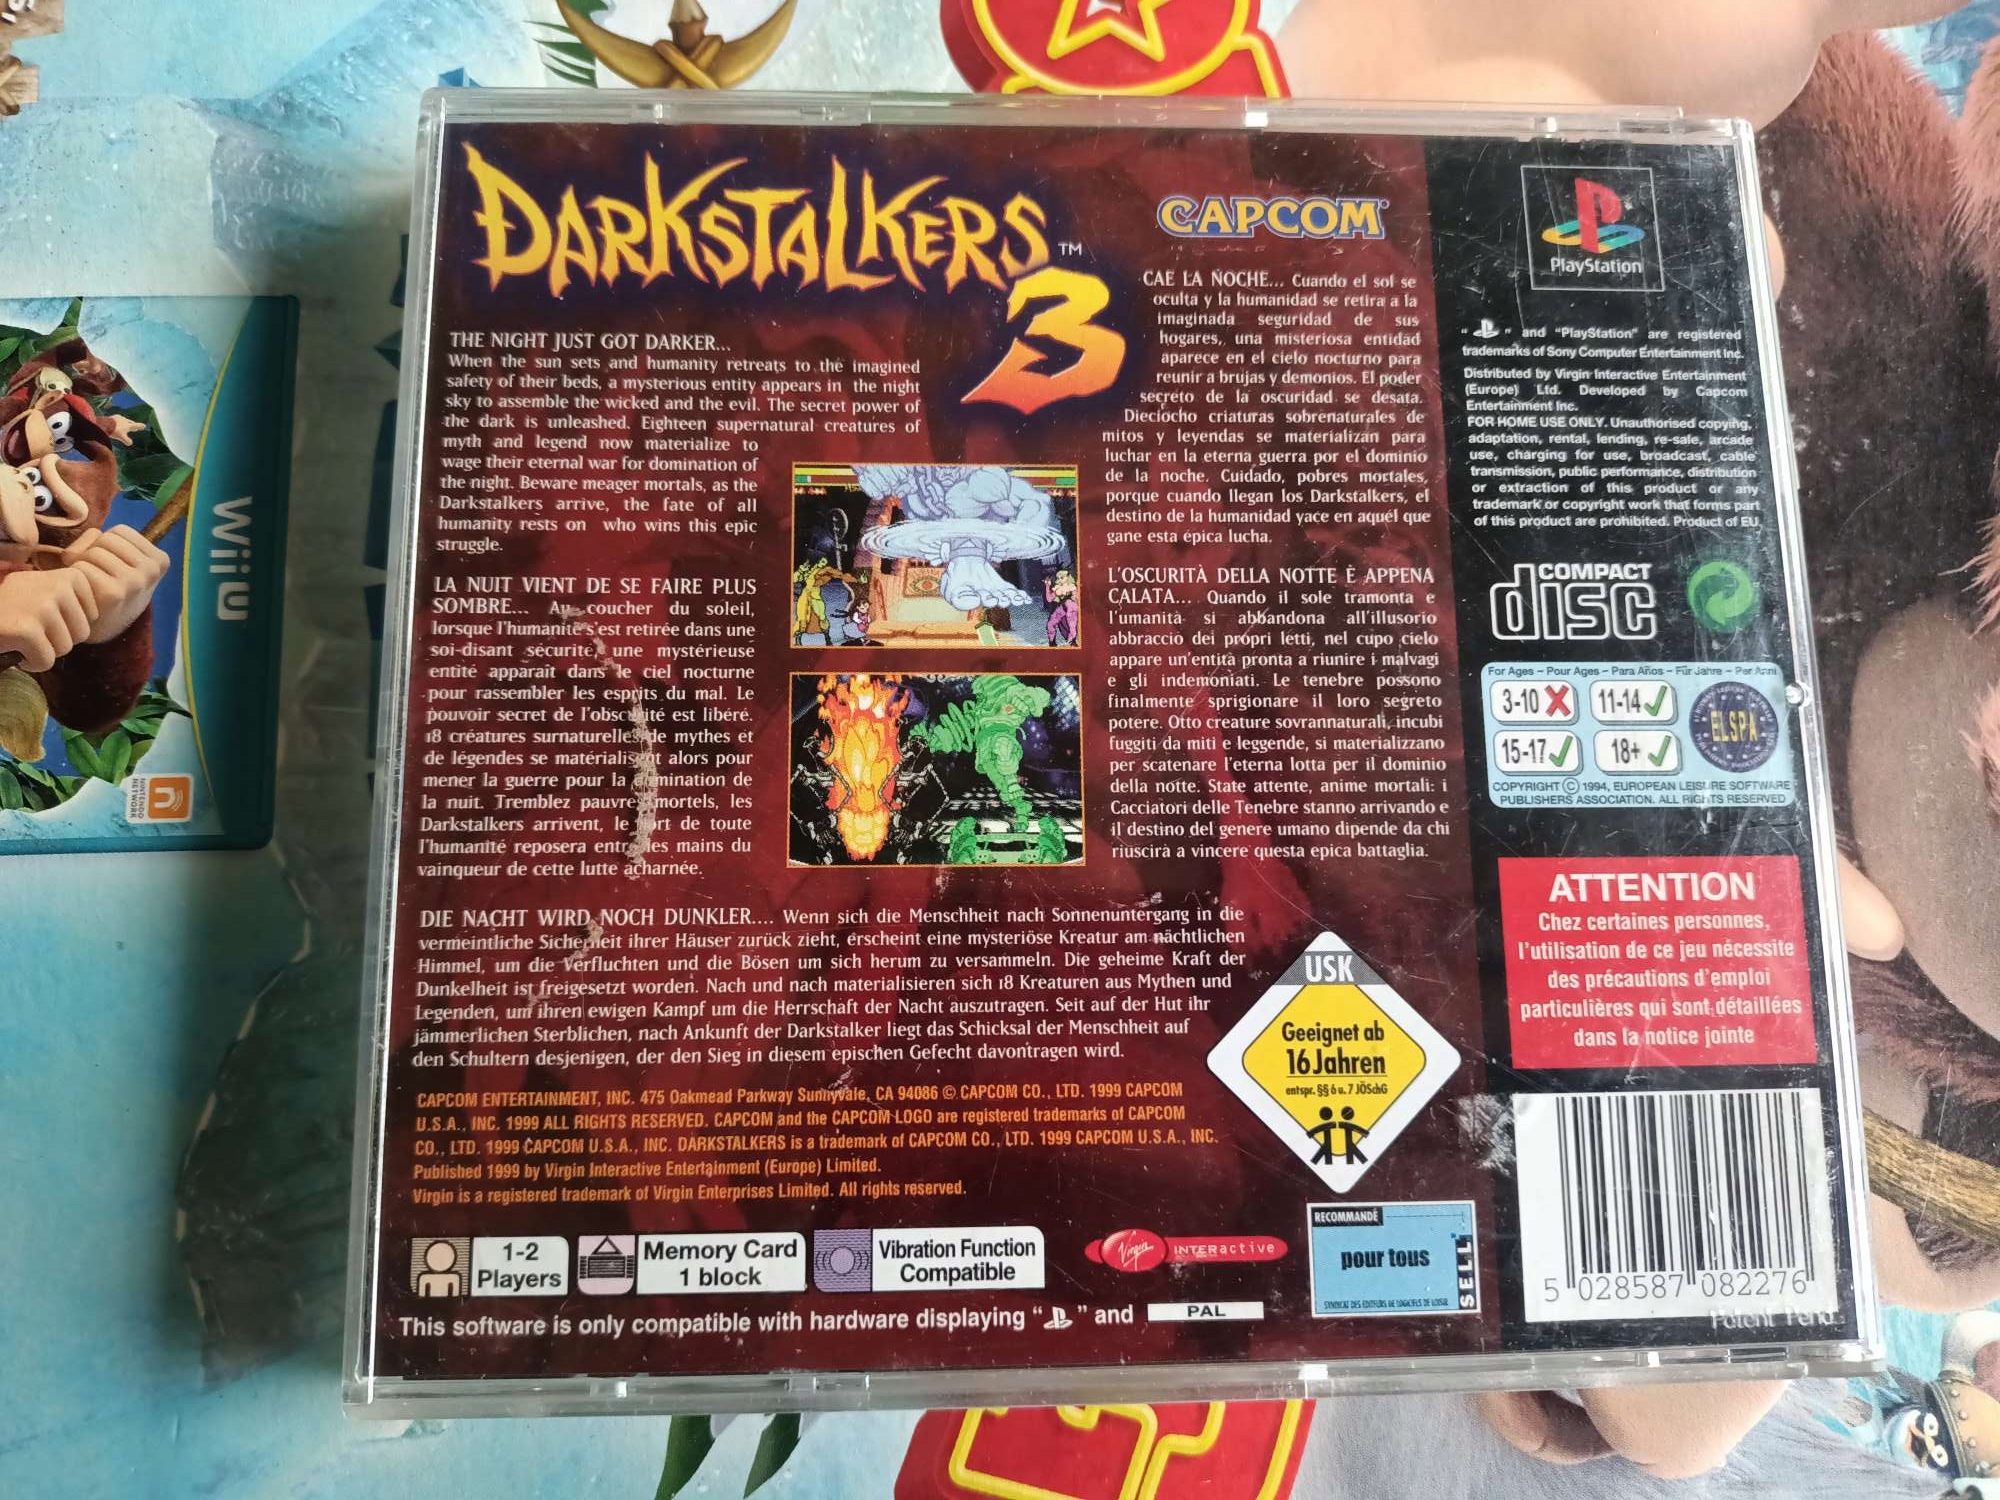 DARKSTALKERS™
3
THE NIGHT JUST GOT DARKER...
When the sun sets and humanity retreats to the imagined
safety of their beds, a mysterious entity appears in the night
sky to assemble the wicked and the evil. The secret power of
the dark is unleashed. Eighteen supernatural creatures of
myth and legend now materialize to
wage their eternal war for domination of
the night. Beware meager mortals, as the
Darkstalkers arrive, the fate of all
humanity rests on who wins this epic
struggle.
LA NUIT VIENT DE SE FAIRE PLUS
SOMBRE... Au coucher du soleil,
lorsque l'humanité s'est retirée dans une
soi-disant sécurité, une mystérieuse
entité apparaît dans le ciel nocturne
pour rassembler les esprits du mal. Le
pouvoir secret de l'obscurité est libéré.
18 créatures surnaturelles de mythes et
de légendes se matérialisent alors pour
mener la guerre pour la domination de
la nuit. Tremblez pauvres mortels, les
Darkstalkers arrivent, le sort de toute
l'humanité reposera entre les mains du
vainqueur de cette lutte acharnée.
CAPCOM
CAE LA NOCHE... Cuando el sol se
oculta y la humanidad se retira a la
imaginada seguridad de sus
hogares, una misteriosa entidad
aparece en el cielo nocturno para
reunir a brujas y demonios. El poder
secreto de la oscuridad se desata.
Dieciocho criaturas sobrenaturales de
mitos y leyendas se materializan para
luchar en la eterna guerra por el dominio
de la noche. Cuidado, pobres mortales,
porque cuando llegan los Darkstalkers, el
destino de la humanidad yace en aquél que
gane esta épica lucha.
L'OSCURITÀ DELLA NOTTE È APPENA
CALATA... Quando il sole tramonta e
l'umanità si abbandona all'illusorio
abbraccio dei propri letti, nel cupo cielo
appare un'entità pronta a riunire i malvagi
e gli indemoniati. Le tenebre possono
finalmente sprigionare il loro segreto
potere. Otto creature sovrannaturali, incubi
fuggiti da miti e leggende, si materializzano
per scatenare l'eterna lotta per il dominio
della notte. State attente, anime mortali: i
Cacciatori delle Tenebre stanno arrivando e
il destino del genere umano dipende da chi
riuscirà a vincere questa epica battaglia.
DIE NACHT WIRD NOCH DUNKLER.... Wenn sich die Menschheit nach Sonnenuntergang in die
vermeintliche Sicherheit ihrer Häuser zurück zieht, erscheint eine mysteriöse Kreatur am nächtlichen
Himmel, um die Verfluchten und die Bösen um sich herum zu versammeln. Die geheime Kraft der
Dunkelheit ist freigesetzt worden. Nach und nach materialisieren sich 18 Kreaturen aus Mythen und
Legenden, um ihren ewigen Kampf um die Herrschaft der Nacht auszutragen. Seit auf der Hut ihr
jämmerlichen Sterblichen, nach Ankunft der Darkstalker liegt das Schicksal der Menschheit auf
den Schultern desjenigen, der den Sieg in diesem epischen Gefecht davontragen wird.
CAPCOM ENTERTAINMENT, INC. 475 Oakmead Parkway Sunnyvale, CA 94086 © CAPCOM CO., LTD. 1999 CAPCOM
U.S.A., INC. 1999 ALL RIGHTS RESERVED. CAPCOM and the CAPCOM LOGO are registered trademarks of CAPCOM
CO., LTD. 1999 CAPCOM U.S.A., INC. DARKSTALKERS is a trademark of CAPCOM CO., LTD. 1999 CAPCOM U.S.A., INC.
Published 1999 by Virgin Interactive Entertainment (Europe) Limited.
Virgin is a registered trademark of Virgin Enterprises Limited. All rights reserved.
USK
Geeignet ab
16 Jahren
entspr. §§ 6 u. 7 JÖSchG
1-2
Players
Memory Card
1 block
Vibration Function
Compatible
Virgin INTERactive
RECOMMANDÉ
pour tous
SELL
SYNDICAT DES EDITEURS DE LOGICIELS DE LOISIR
This software is only compatible with hardware displaying " " and PAL
PlayStation
" " and "PlayStation" are registered
trademarks of Sony Computer Entertainment Inc.
Distributed by Virgin Interactive Entertainment
(Europe) Ltd. Developed by Capcom
Entertainment Inc.
FOR HOME USE ONLY. Unauthorised copying,
adaptation, rental, lending, re-sale, arcade
use, charging for use, broadcast, cable
transmission, public performance, distribution
or extraction of this product or any
trademark or copyright work that forms part
of this product are prohibited. Product of EU
COMPACT
disc
For Ages – Pour Ages – Para Años – Für Jahre – Per Anni
3-10 11-14
15-17 18+
ELSPA
COPYRIGHT © 1994, EUROPEAN LEISURE SOFTWARE
PUBLISHERS ASSOCIATION. ALL RIGHTS RESERVED
ATTENTION
Chez certaines personnes,
l'utilisation de ce jeu nécessite
des précautions d'emploi
particulières qui sont détaillées
dans la notice jointe
5 028587 082276
Patent Pend.
Wii U
NINTENDO
NETWORK